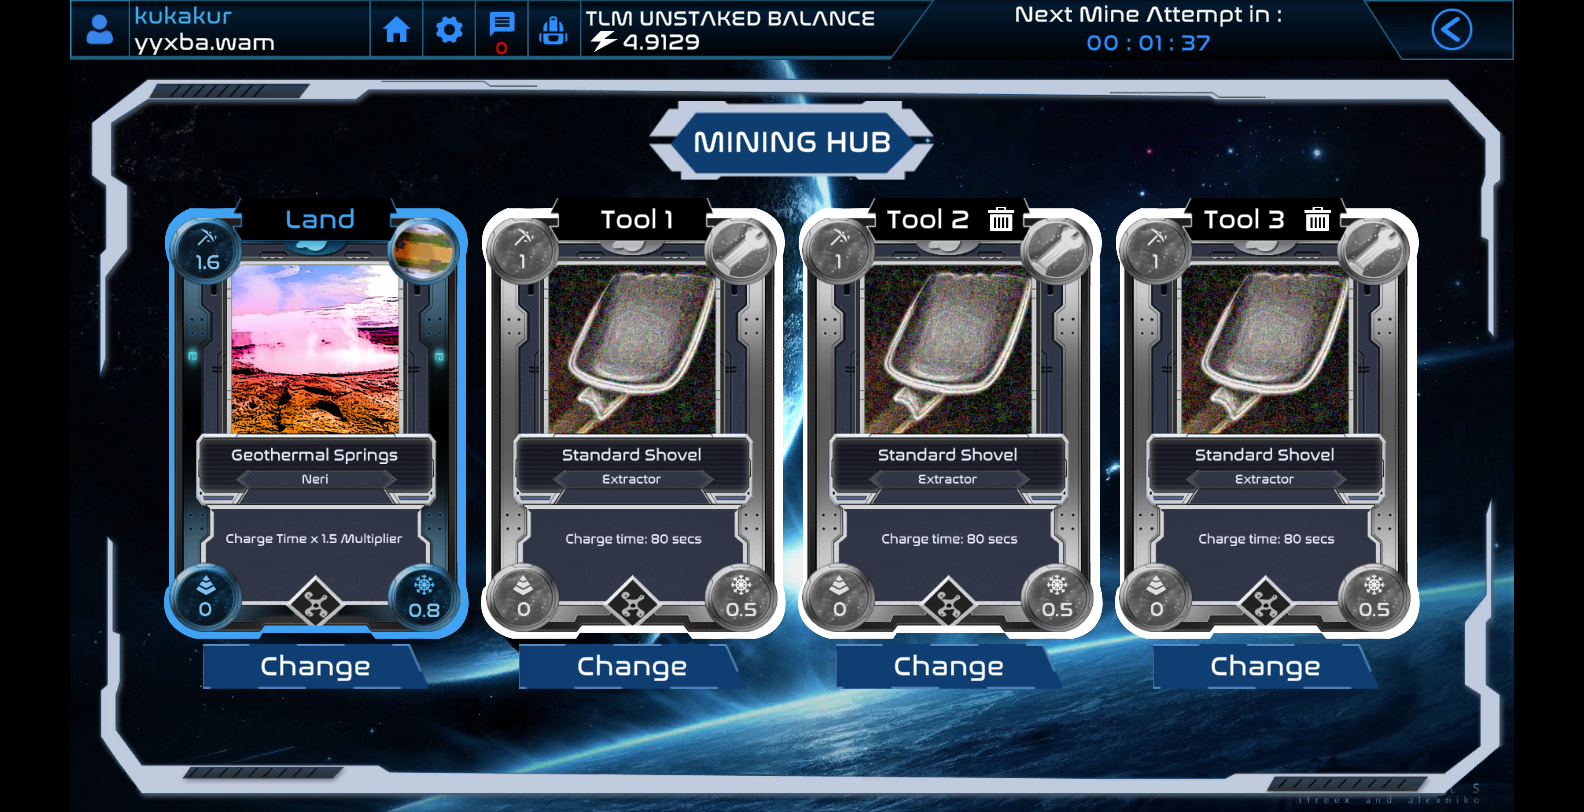 kukakur
yyxba.wam
0
TLM UNSTAKED BALANCE
4.9129
Next Mine Attempt in :
00 : 01 : 37
MINING HUB
Land
1.6
Geothermal Springs
Neri
Charge Time x 1.5 Multiplier
0
0.8
Change
Tool 1
1
Standard Shovel
Extractor
Charge time: 80 secs
0
0.5
Change
Tool 2
1
Standard Shovel
Extractor
Charge time: 80 secs
0
0.5
Change
Tool 3
1
Standard Shovel
Extractor
Charge time: 80 secs
0
0.5
Change
ifreex and alexniko